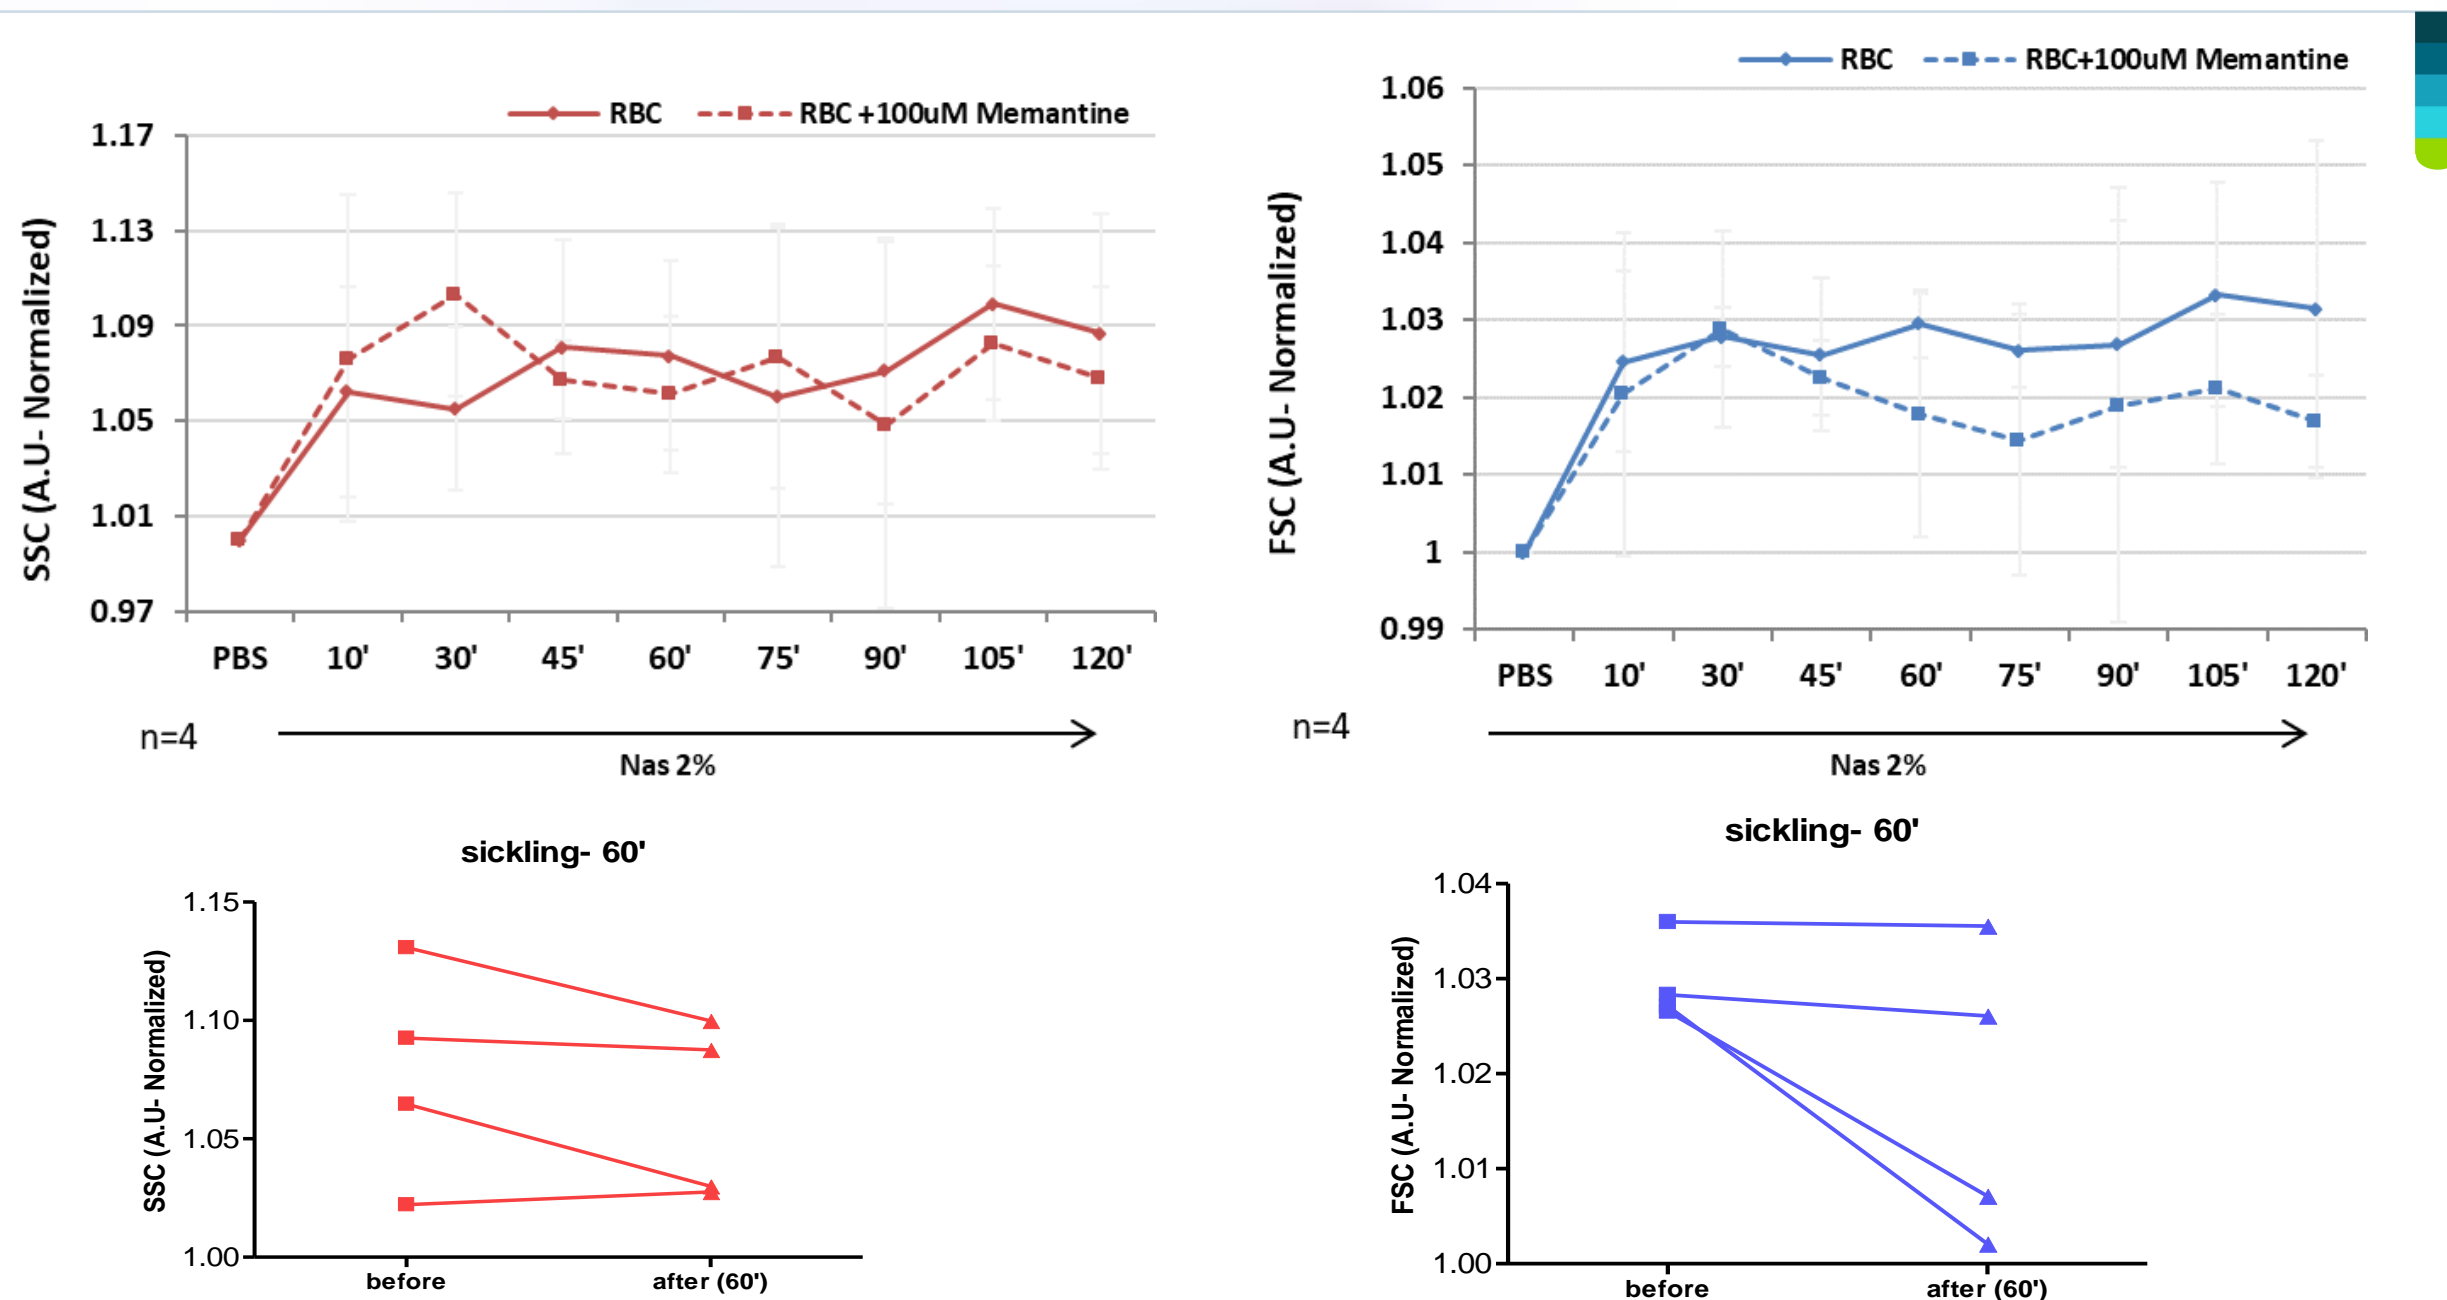 RBC
RBC +100uM Memantine
SSC (A.U- Normalized)
1.17
1.13
1.09
1.05
1.01
0.97
PBS 10' 30' 45' 60' 75' 90' 105' 120'
n=4
Nas 2%
RBC
RBC+100uM Memantine
FSC (A.U- Normalized)
1.06
1.05
1.04
1.03
1.02
1.01
1
0.99
PBS 10' 30' 45' 60' 75' 90' 105' 120'
n=4
Nas 2%
sickling- 60'
SSC (A.U- Normalized)
1.15
1.10
1.05
1.00
before after (60')
sickling- 60'
FSC (A.U- Normalized)
1.04
1.03
1.02
1.01
1.00
before after (60')